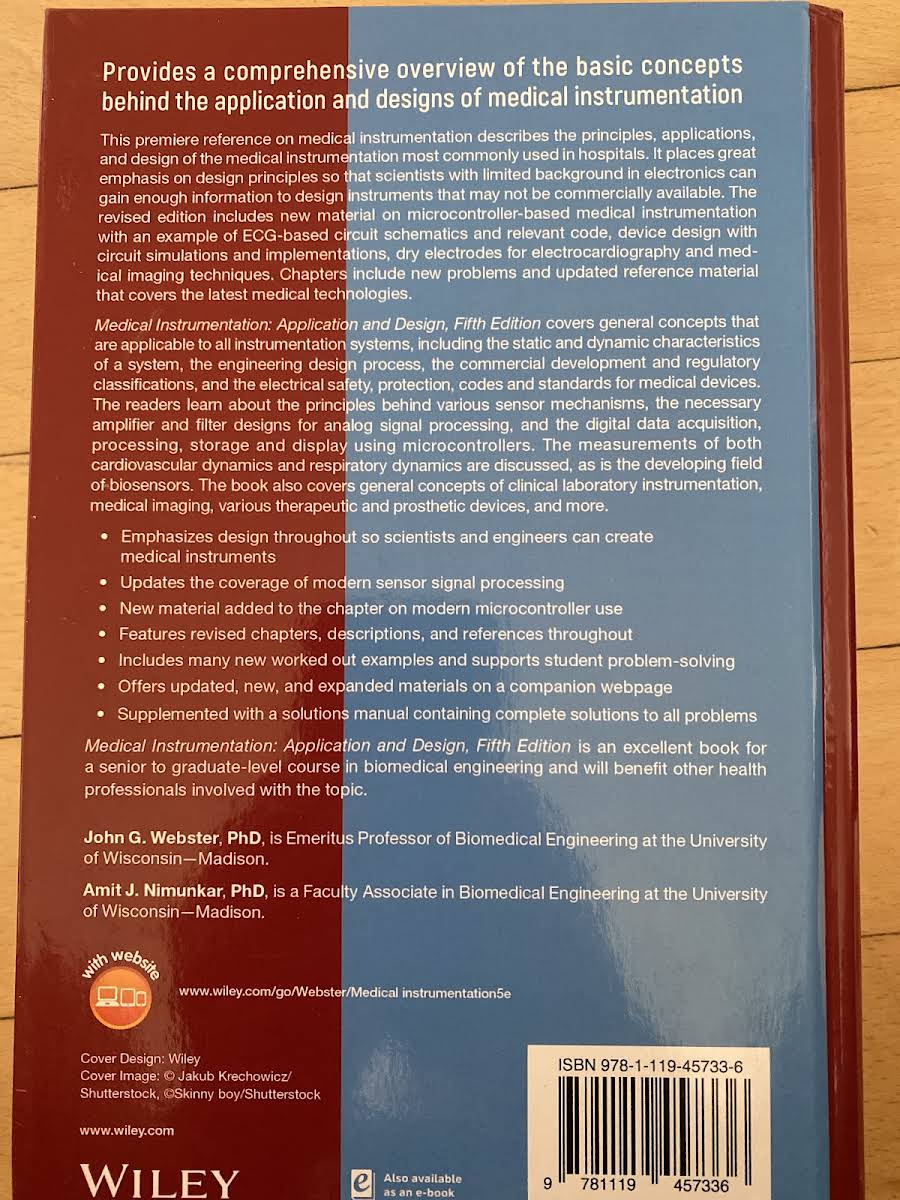 Provides a comprehensive overview of the basic concepts
behind the application and designs of medical instrumentation
This premiere reference on medical instrumentation describes the principles, applications,
and design of the medical instrumentation most commonly used in hospitals. It places great
emphasis on design principles so that scientists with limited background in electronics can
gain enough information to design instruments that may not be commercially available. The
revised edition includes new material on microcontroller-based medical instrumentation
with an example of ECG-based circuit schematics and relevant code, device design with
circuit simulations and implementations, dry electrodes for electrocardiography and med-
ical imaging techniques. Chapters include new problems and updated reference material
that covers the latest medical technologies.
Medical Instrumentation: Application and Design, Fifth Edition covers general concepts that
are applicable to all instrumentation systems, including the static and dynamic characteristics
of a system, the engineering design process, the commercial development and regulatory
classifications, and the electrical safety, protection, codes and standards for medical devices.
The readers learn about the principles behind various sensor mechanisms, the necessary
amplifier and filter designs for analog signal processing, and the digital data acquisition,
processing, storage and display using microcontrollers. The measurements of both
cardiovascular dynamics and respiratory dynamics are discussed, as is the developing field
of biosensors. The book also covers general concepts of clinical laboratory instrumentation,
medical imaging, various therapeutic and prosthetic devices, and more.
• Emphasizes design throughout so scientists and engineers can create
medical instruments
• Updates the coverage of modern sensor signal processing
• New material added to the chapter on modern microcontroller use
• Features revised chapters, descriptions, and references throughout
• Includes many new worked out examples and supports student problem-solving
• Offers updated, new, and expanded materials on a companion webpage
• Supplemented with a solutions manual containing complete solutions to all problems
Medical Instrumentation: Application and Design, Fifth Edition is an excellent book for
a senior to graduate-level course in biomedical engineering and will benefit other health
professionals involved with the topic.
John G. Webster, PhD, is Emeritus Professor of Biomedical Engineering at the University
of Wisconsin—Madison.
Amit J. Nimunkar, PhD, is a Faculty Associate in Biomedical Engineering at the University
of Wisconsin—Madison.
with website
www.wiley.com/go/Webster/Medical instrumentation5e
Cover Design: Wiley
Cover Image: © Jakub Krechowicz/
Shutterstock, ©Skinny boy/Shutterstock
www.wiley.com
WILEY
e
Also available
as an e-book
ISBN 978-1-119-45733-6
9 781119 457336